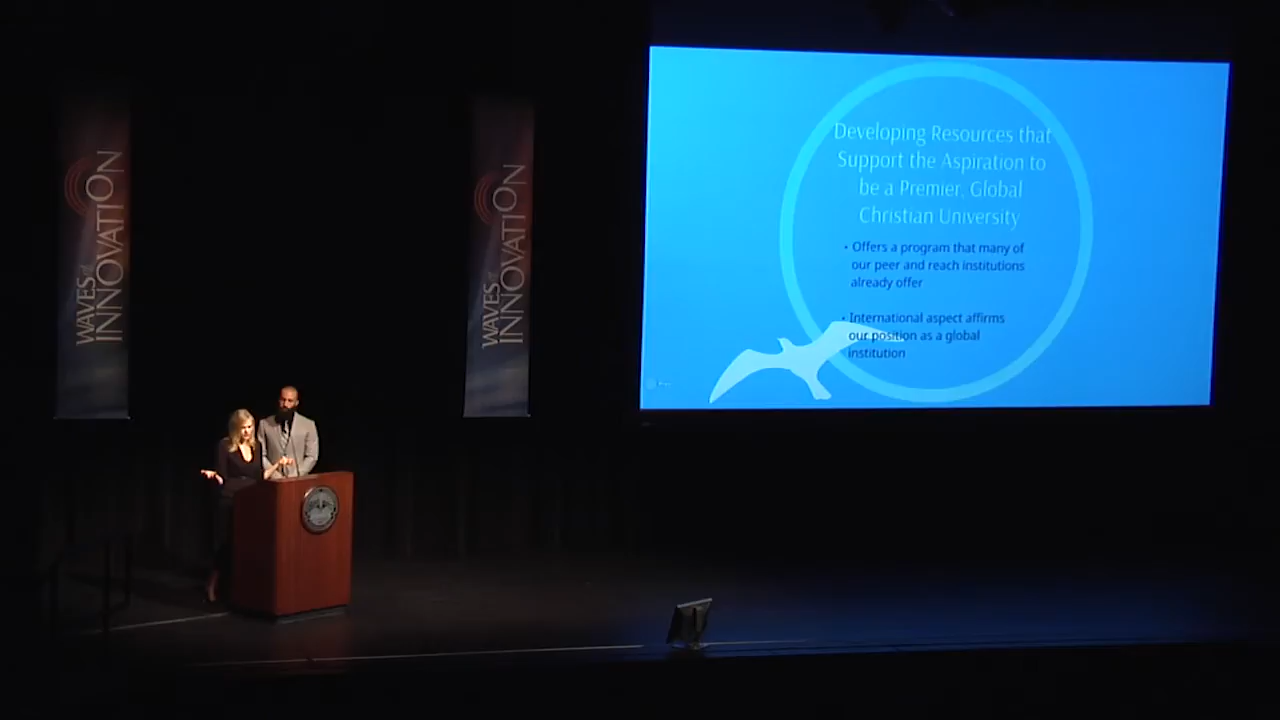 WAVES of
INNOVATION
WAVES of
INNOVATION
Developing Resources that
Support the Aspiration to
be a Premier, Global
Christian University
• Offers a program that many of
our peer and reach institutions
already offer
• International aspect affirms
our position as a global
institution